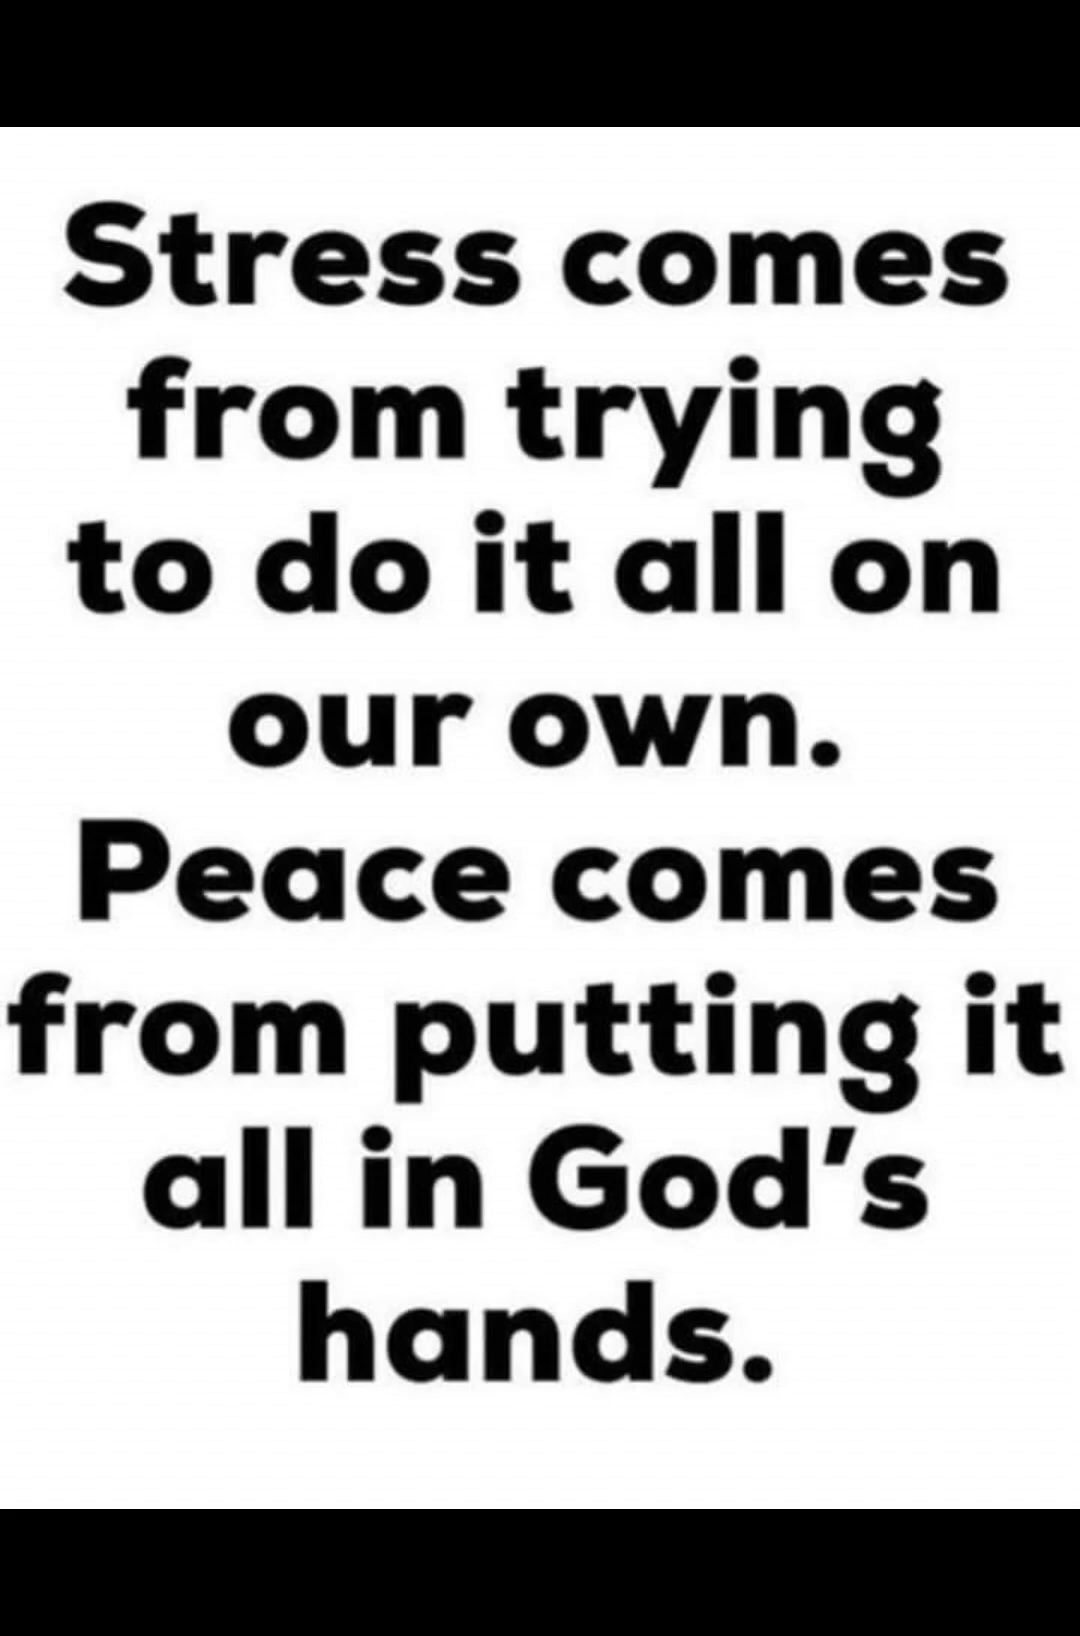 Stress comes
from trying
to do it all on
our own.
Peace comes
from putting it
all in God’s
hands.